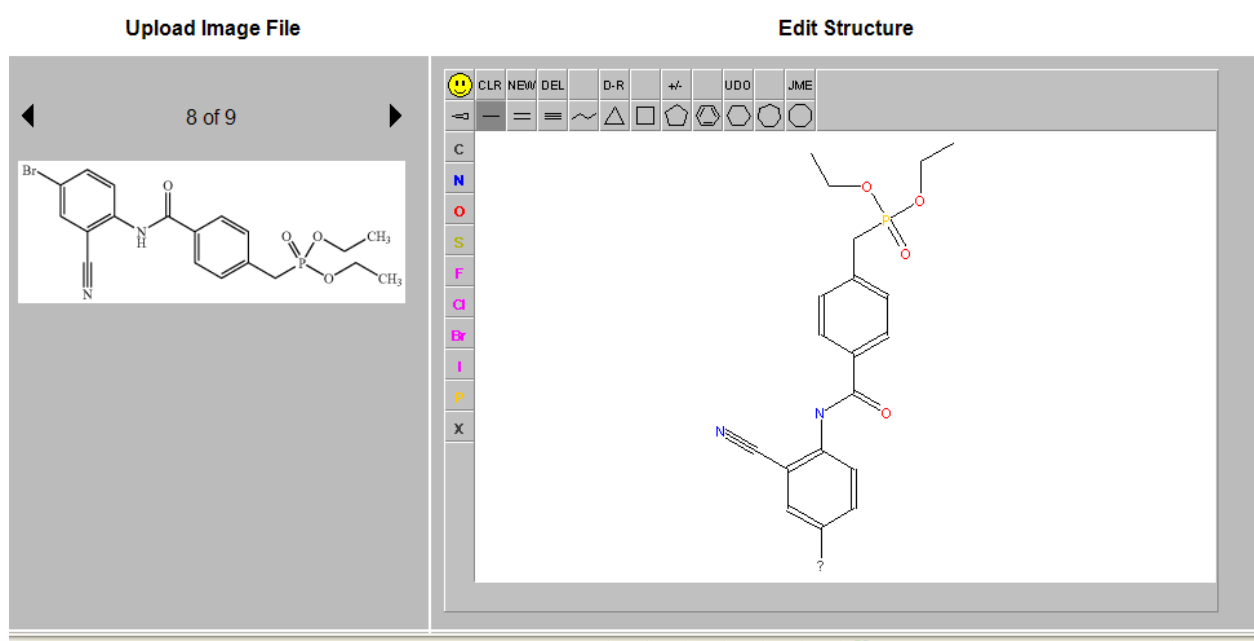 Upload Image File
Edit Structure
8 of 9
CLR NEW DEL D-R +/- UDO JME
C
N
O
S
F
Cl
Br
I
P
X
Br
O
N
H
N
O
O
CH3
P
O
CH3
O
O
P
O
N
O
N
?